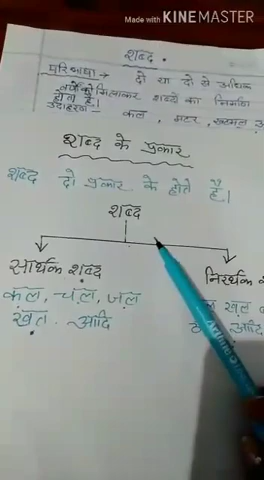 Made with KINEMASTER
शब्द.
परिभाषा → दो या दो से अधिक
वर्णों को मिलाकर शब्दों का निर्माण
होता है।
उदाहरण - कल, मटर, खटमल
शब्द के प्रकार
शब्द दो प्रकार के होते हैं।
शब्द
सार्थक शब्द निरर्थक
कल, चल, जल
ख़त. आदि आदि